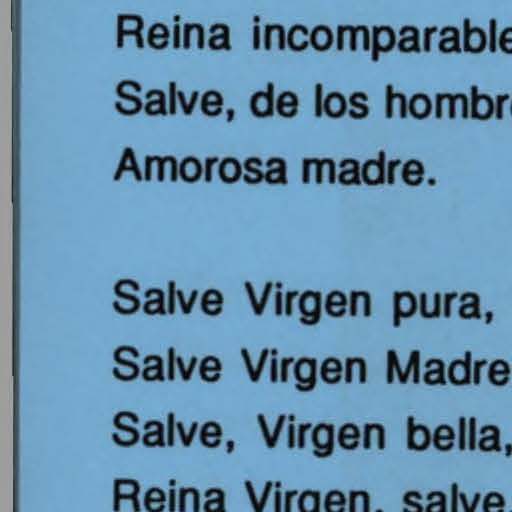 Reina incomparable
Salve, de los
Amorosa madre.
Salve Virgen pura,
Salve Virgen Madre
Salve, Virgen bella,
Reina Virgen, salve.